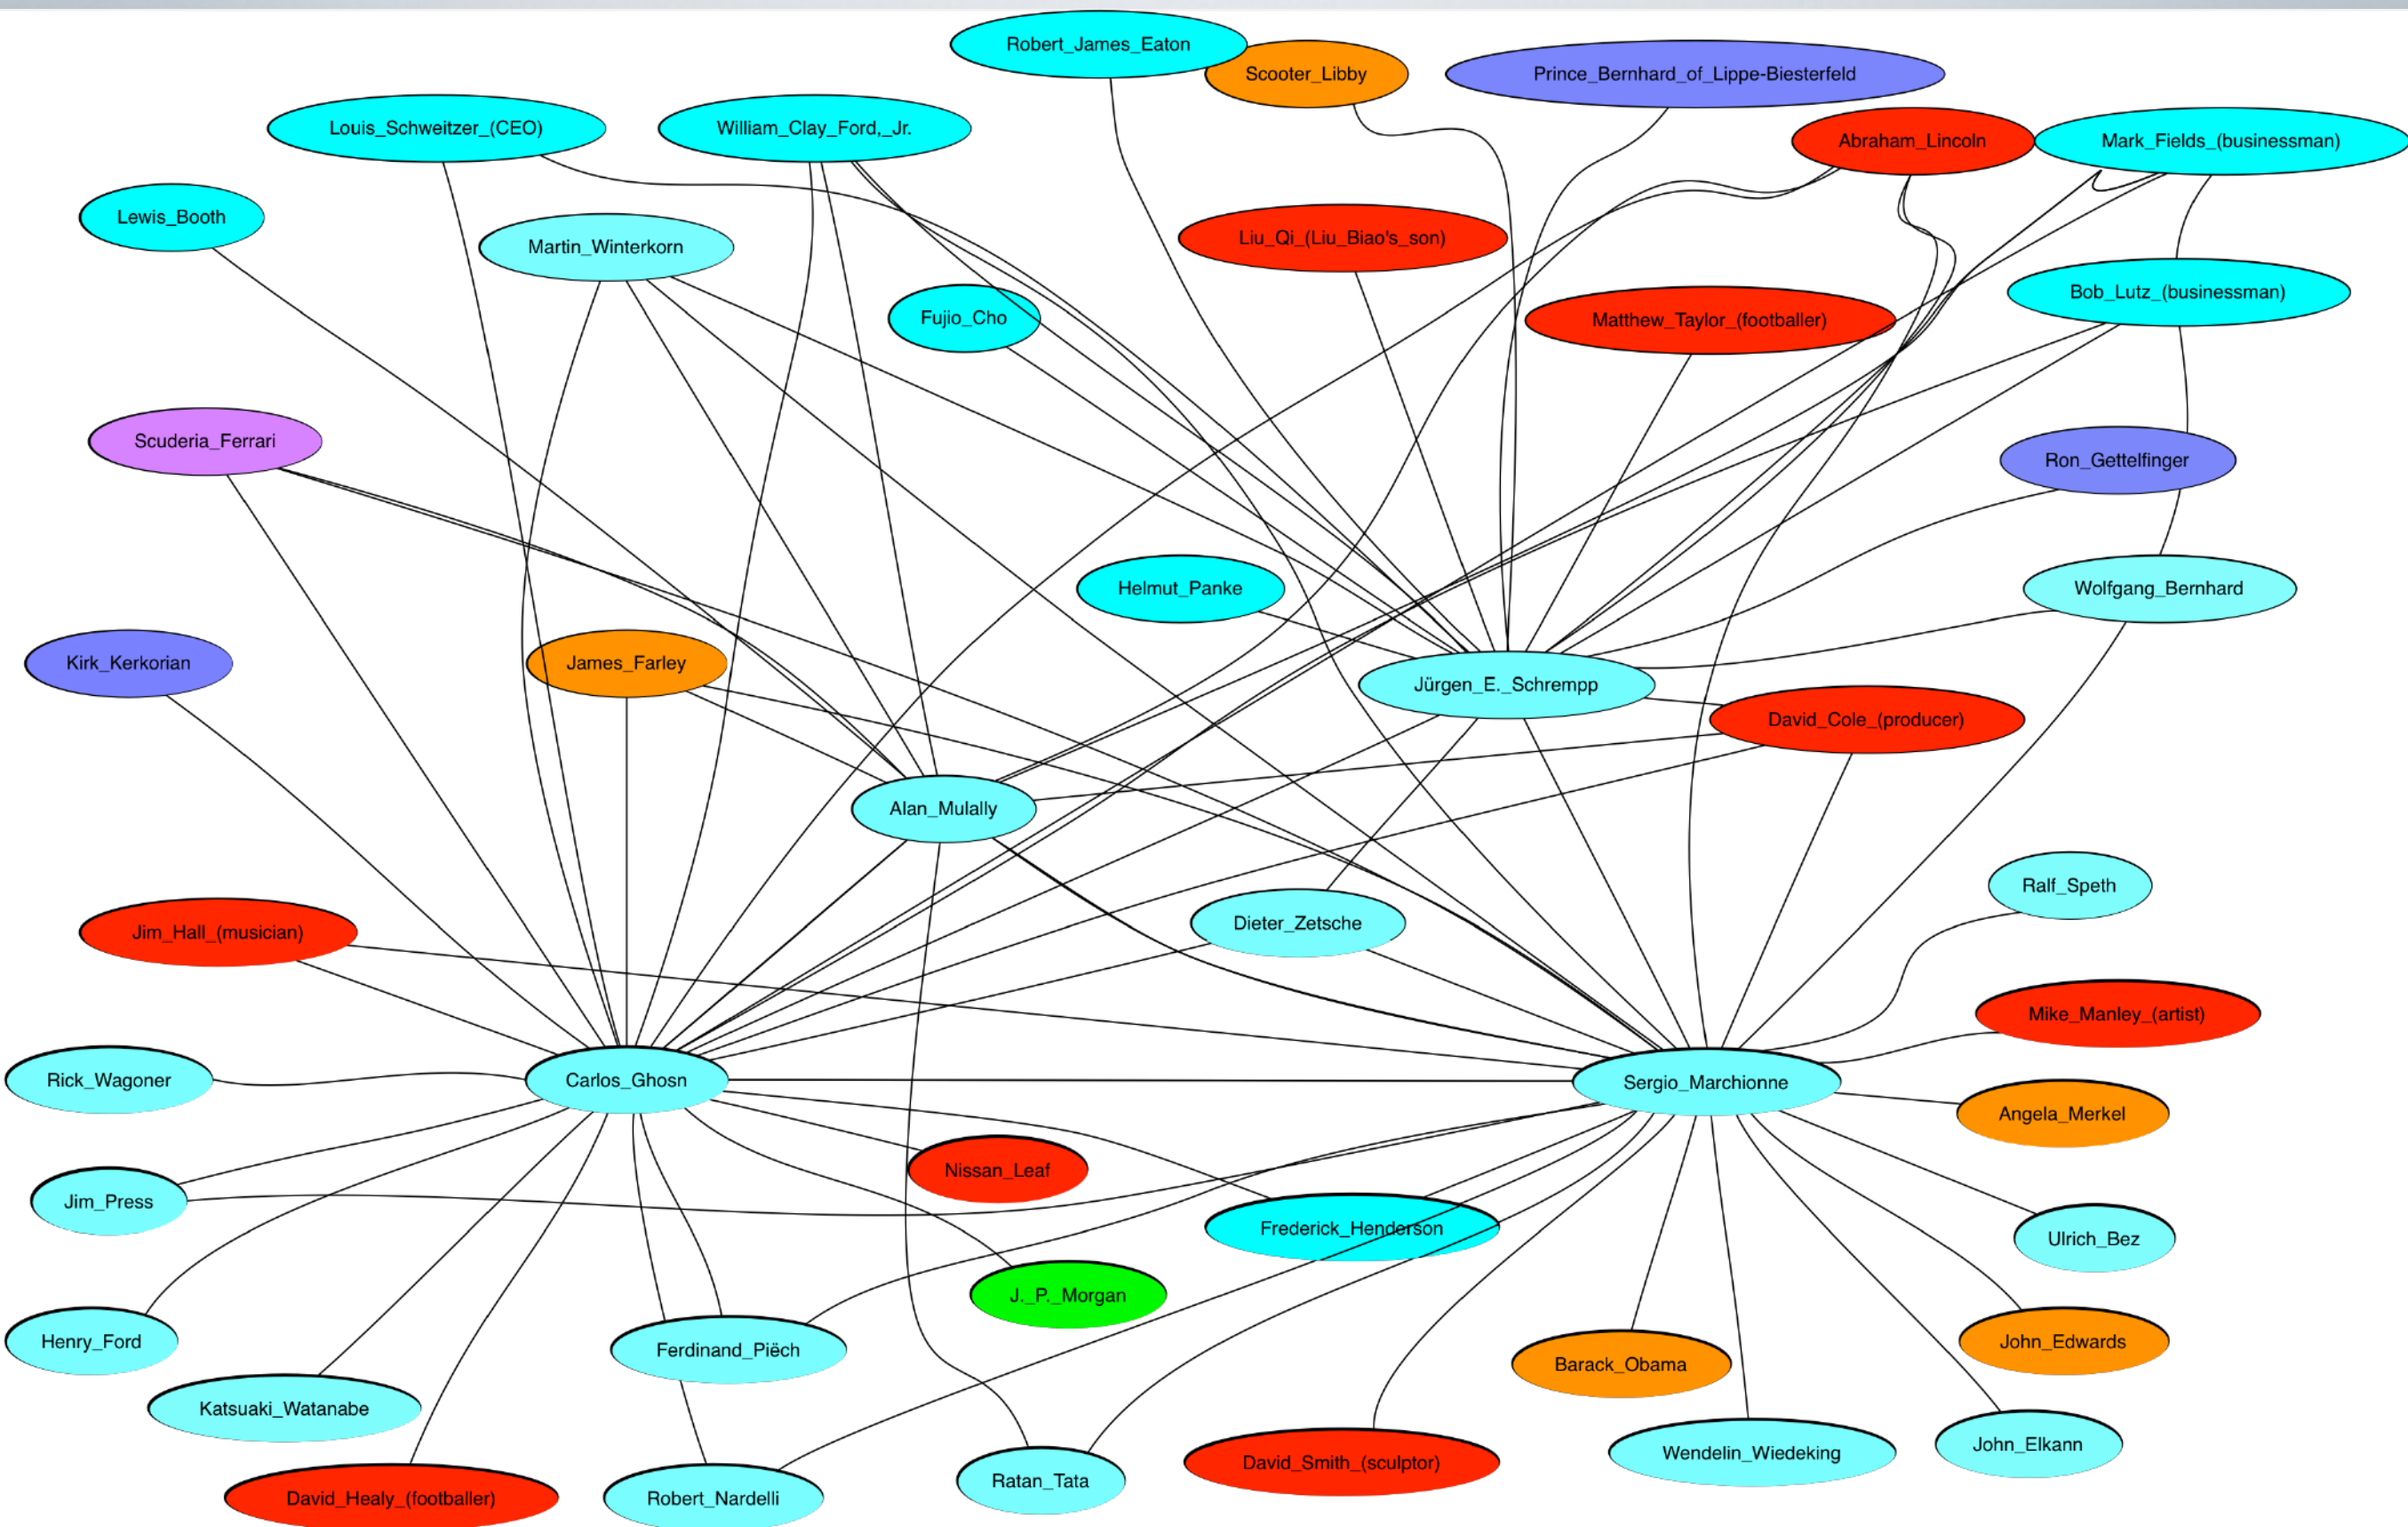 Robert_James_Eaton
Scooter_Libby
Prince_Bernhard_of_Lippe-Biesterfeld
Louis_Schweitzer_(CEO)
William_Clay_Ford,_Jr.
Abraham_Lincoln
Mark_Fields_(businessman)
Lewis_Booth
Martin_Winterkorn
Liu_Qi_(Liu_Biao's_son)
Bob_Lutz_(businessman)
Fujio_Cho
Matthew_Taylor_(footballer)
Scuderia_Ferrari
Ron_Gettelfinger
Helmut_Panke
Wolfgang_Bernhard
Kirk_Kerkorian
James_Farley
Jürgen_E._Schrempp
David_Cole_(producer)
Alan_Mulally
Ralf_Speth
Jim_Hall_(musician)
Dieter_Zetsche
Mike_Manley_(artist)
Rick_Wagoner
Carlos_Ghosn
Sergio_Marchionne
Angela_Merkel
Nissan_Leaf
Jim_Press
Frederick_Henderson
Ulrich_Bez
J._P._Morgan
Henry_Ford
Ferdinand_Piëch
Barack_Obama
John_Edwards
Katsuaki_Watanabe
David_Smith_(sculptor)
Wendelin_Wiedeking
John_Elkann
David_Healy_(footballer)
Robert_Nardelli
Ratan_Tata